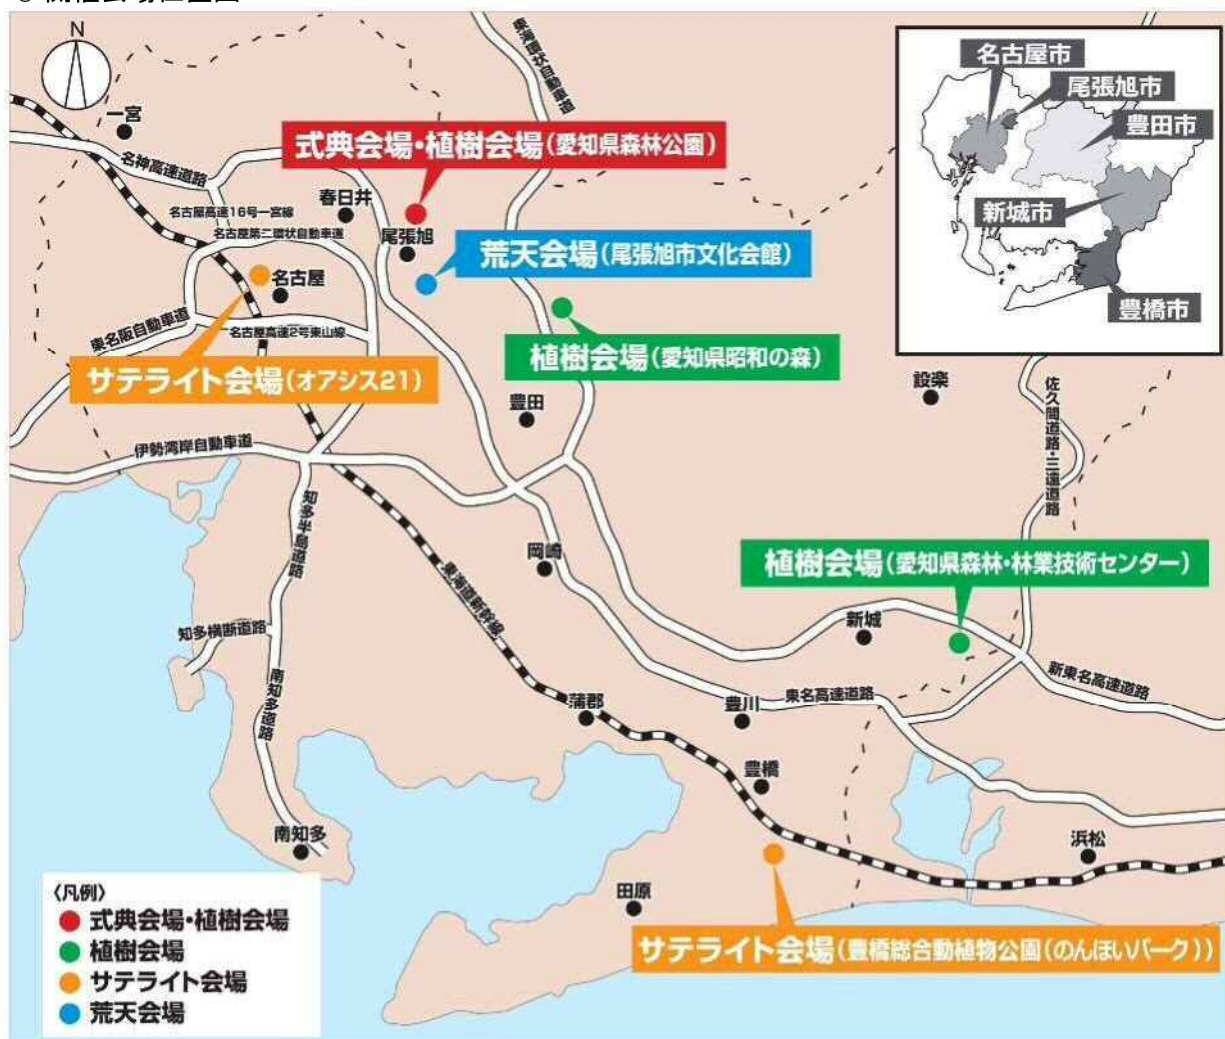 N
一宮
名神高速道路
東海環状自動車道
式典会場・植樹会場(愛知県森林公園)
春日井
名古屋高速16号一宮線
名古屋第二環状自動車道
尾張旭
荒天会場(尾張旭市文化会館)
名古屋
東名阪自動車道
名古屋高速2号東山線
サテライト会場(オアシス21)
植樹会場(愛知県昭和の森)
豊田
設楽
佐久間道路・三遠道路
伊勢湾岸自動車道
知多半島道路
岡崎
東海道新幹線
植樹会場(愛知県森林・林業技術センター)
新城
知多横断道路
南知多道路
新東名高速道路
蒲郡
豊川
東名高速道路
豊橋
南知多
浜松
田原
サテライト会場(豊橋総合動植物公園(のんほいパーク))
名古屋市
尾張旭市
豊田市
新城市
豊橋市
〈凡例〉
式典会場・植樹会場
植樹会場
サテライト会場
荒天会場